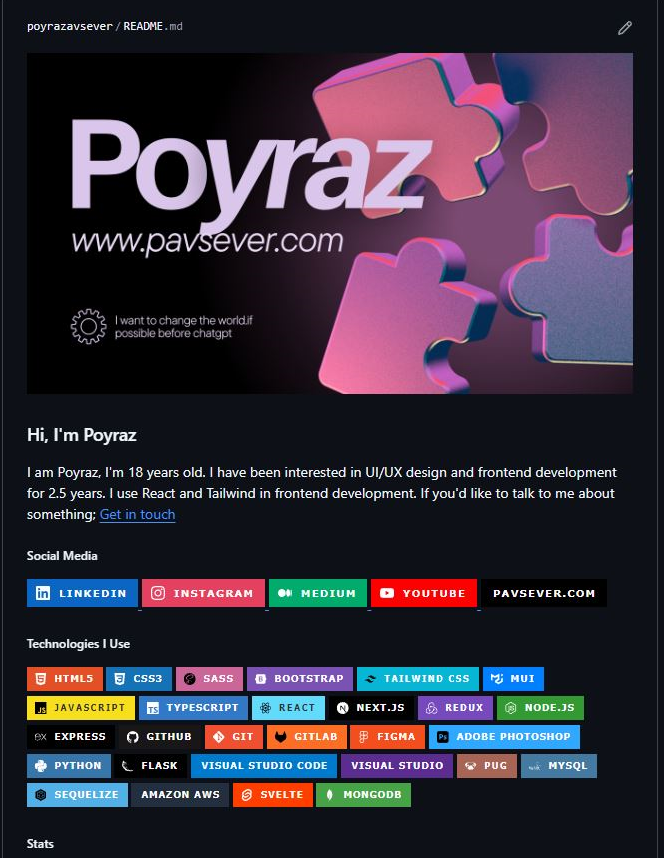 poyrazavsever / README.md
Poyraz
www.pavsever.com
I want to change the world.if
possible before chatgpt
Hi, I'm Poyraz
I am Poyraz, I'm 18 years old. I have been interested in UI/UX design and frontend development
for 2.5 years. I use React and Tailwind in frontend development. If you'd like to talk to me about
something; Get in touch
Social Media
LINKEDIN INSTAGRAM MEDIUM YOUTUBE PAVSEVER.COM
Technologies I Use
HTML5 CSS3 SASS BOOTSTRAP TAILWIND CSS MUI
JS JAVASCRIPT TS TYPESCRIPT REACT N NEXT.JS REDUX NODE.JS
ex EXPRESS GITHUB GIT GITLAB FIGMA Ps ADOBE PHOTOSHOP
PYTHON FLASK VISUAL STUDIO CODE VISUAL STUDIO PUG MYSQL
SEQUELIZE AMAZON AWS SVELTE MONGODB
Stats